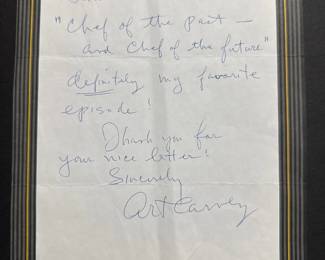 "Chef of the past –
and Chef of the future"
definitely my favorite
episode!
Thank you for
your nice letter!
Sincerely
Art Carney